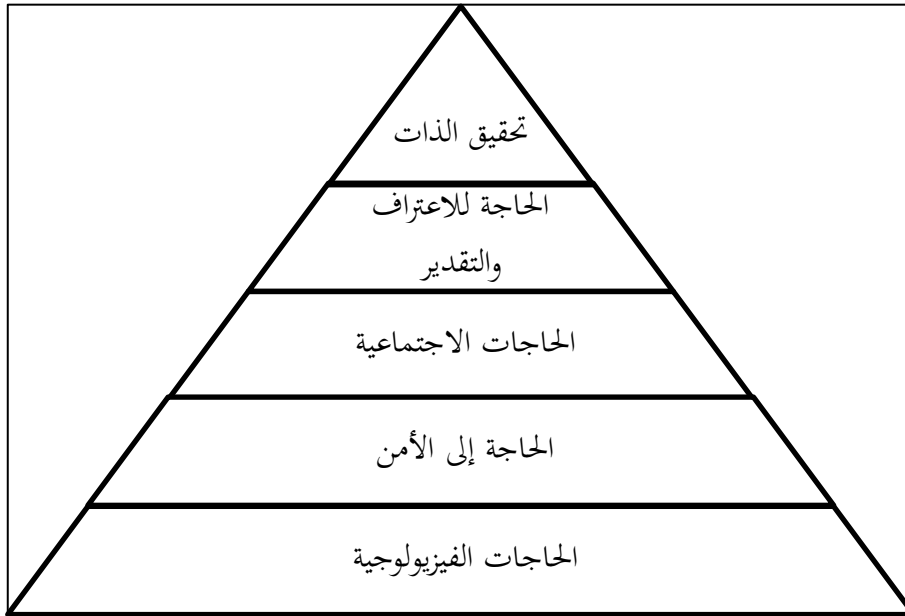 تحقيق الذات
الحاجة للاعتراف
والتقدير
الحاجات الاجتماعية
الحاجة إلى الأمن
الحاجات الفيزيولوجية